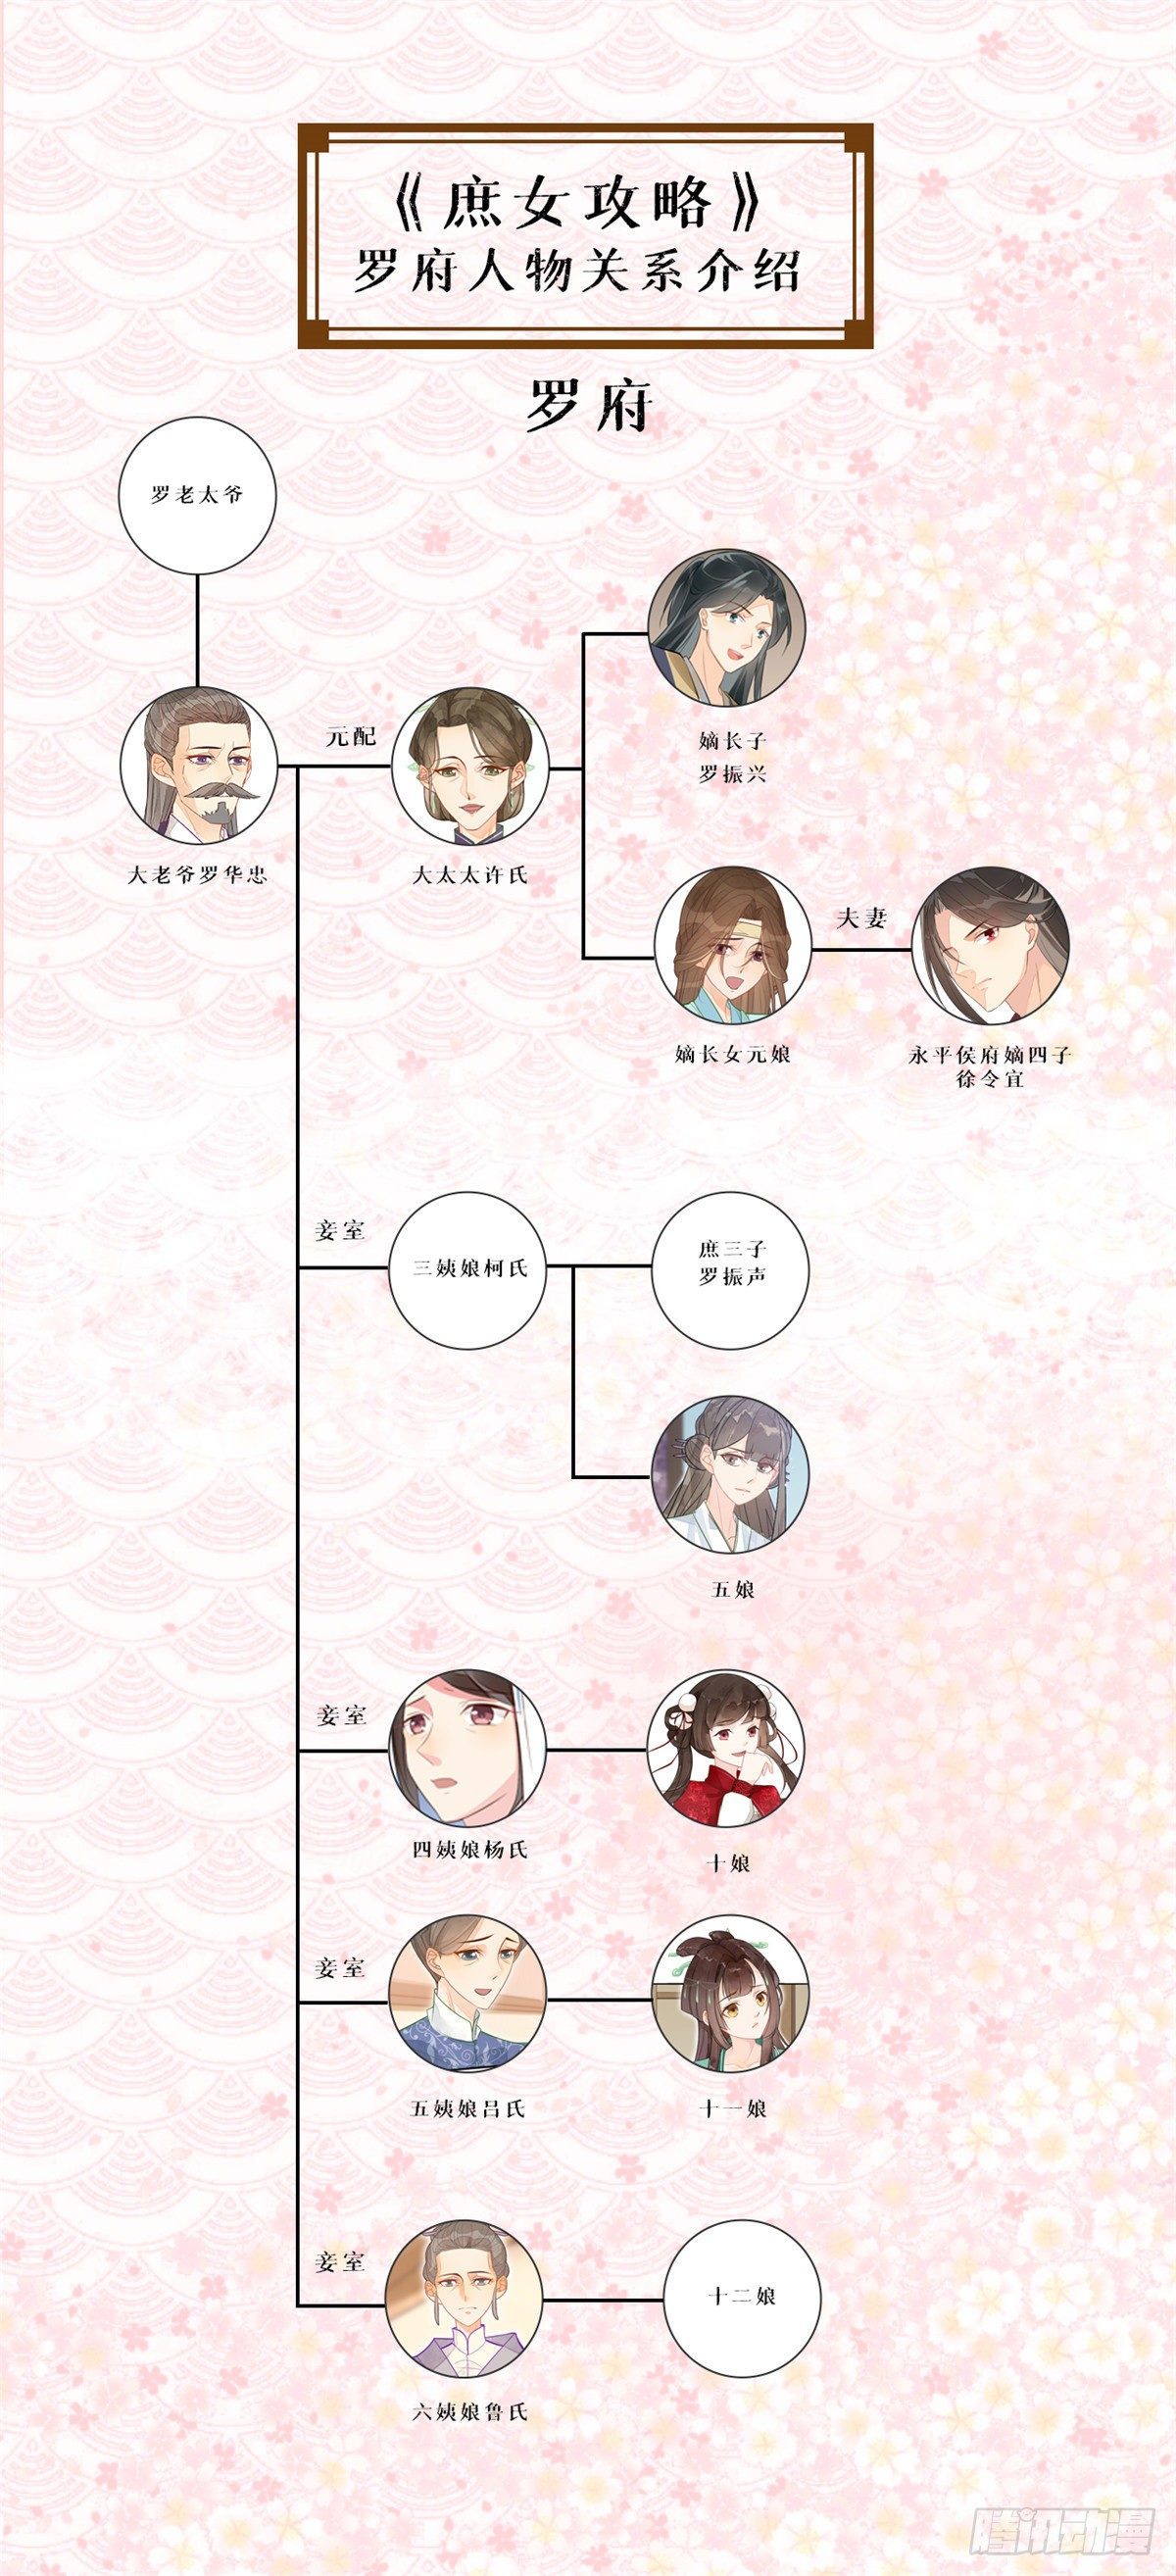 《庶女攻略》
罗府人物关系介绍
罗府
罗老太爷
元配
大老爷罗华忠
大太太许氏
嫡长子
罗振兴
夫妻
嫡长女元娘
永平侯府嫡四子
徐令宜
妾室
三姨娘柯氏
庶三子
罗振声
五娘
妾室
四姨娘杨氏
十娘
妾室
五姨娘吕氏
十一娘
妾室
十二娘
六姨娘鲁氏
腾讯动漫